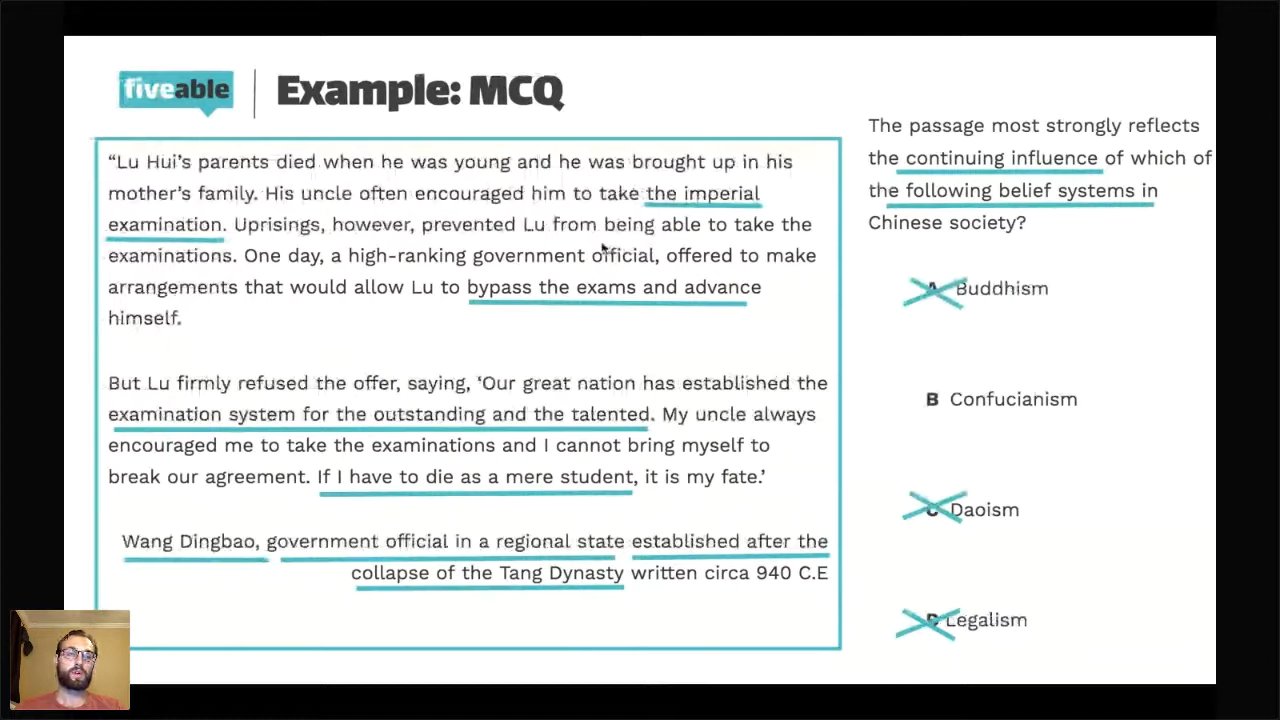 fiveable
Example: MCQ
“Lu Hui’s parents died when he was young and he was brought up in his
mother’s family. His uncle often encouraged him to take the imperial
examination. Uprisings, however, prevented Lu from being able to take the
examinations. One day, a high-ranking government official, offered to make
arrangements that would allow Lu to bypass the exams and advance
himself.
But Lu firmly refused the offer, saying, ‘Our great nation has established the
examination system for the outstanding and the talented. My uncle always
encouraged me to take the examinations and I cannot bring myself to
break our agreement. If I have to die as a mere student, it is my fate.’
Wang Dingbao, government official in a regional state established after the
collapse of the Tang Dynasty written circa 940 C.E
The passage most strongly reflects
the continuing influence of which of
the following belief systems in
Chinese society?
A Buddhism
B Confucianism
C Daoism
D Legalism